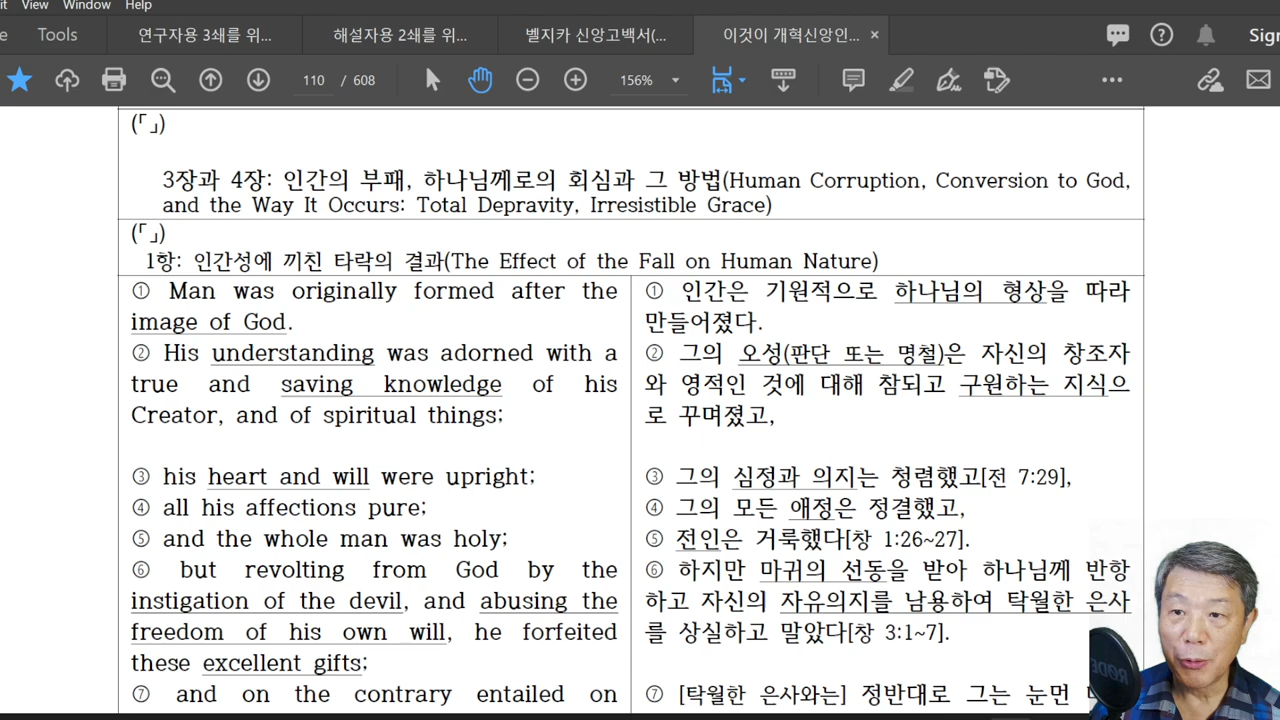 it View Window Help
e Tools 연구자용 3쇄를 위... 해설자용 2쇄를 위... 벨지카 신앙고백서(... 이것이 개혁신앙인... × Sign
110 / 608 156%
(「」)
3장과 4장: 인간의 부패, 하나님께로의 회심과 그 방법(Human Corruption, Conversion to God,
and the Way It Occurs: Total Depravity, Irresistible Grace)
(「」)
1항: 인간성에 끼친 타락의 결과(The Effect of the Fall on Human Nature)
① Man was originally formed after the
image of God.
② His understanding was adorned with a
true and saving knowledge of his
Creator, and of spiritual things;
③ his heart and will were upright;
④ all his affections pure;
⑤ and the whole man was holy;
⑥ but revolting from God by the
instigation of the devil, and abusing the
freedom of his own will, he forfeited
these excellent gifts;
⑦ and on the contrary entailed on
① 인간은 기원적으로 하나님의 형상을 따라
만들어졌다.
② 그의 오성(판단 또는 명철)은 자신의 창조자
와 영적인 것에 대해 참되고 구원하는 지식으
로 꾸며졌고,
③ 그의 심정과 의지는 청렴했고[전 7:29],
④ 그의 모든 애정은 정결했고,
⑤ 전인은 거룩했다[창 1:26~27].
⑥ 하지만 마귀의 선동을 받아 하나님께 반항
하고 자신의 자유의지를 남용하여 탁월한 은사
를 상실하고 말았다[창 3:1~7].
⑦ [탁월한 은사와는] 정반대로 그는 눈먼
RØDE